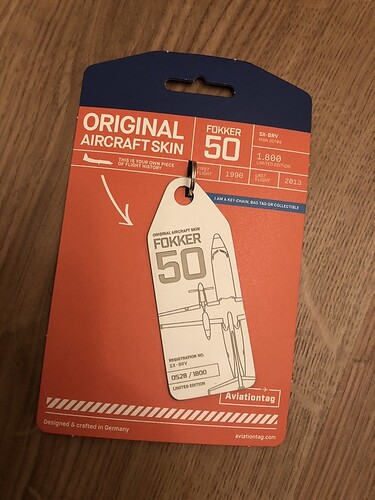 ORIGINAL
AIRCRAFT SKIN
THIS IS YOUR OWN PIECE
OF FLIGHT HISTORY
FOKKER
50
SX-BRV
1.800
LIMITED EDITION
FIRST
FLIGHT
1990
LAST
FLIGHT
2013
I AM A KEY-CHAIN, BAG TAG OR COLLECTIBLE
ORIGINAL AIRCRAFT SKIN
FOKKER
50
REGISTRATION NO.
SX-BRV
0528 / 1800
LIMITED EDITION
Aviationtag
Designed & crafted in Germany
aviationtag.com